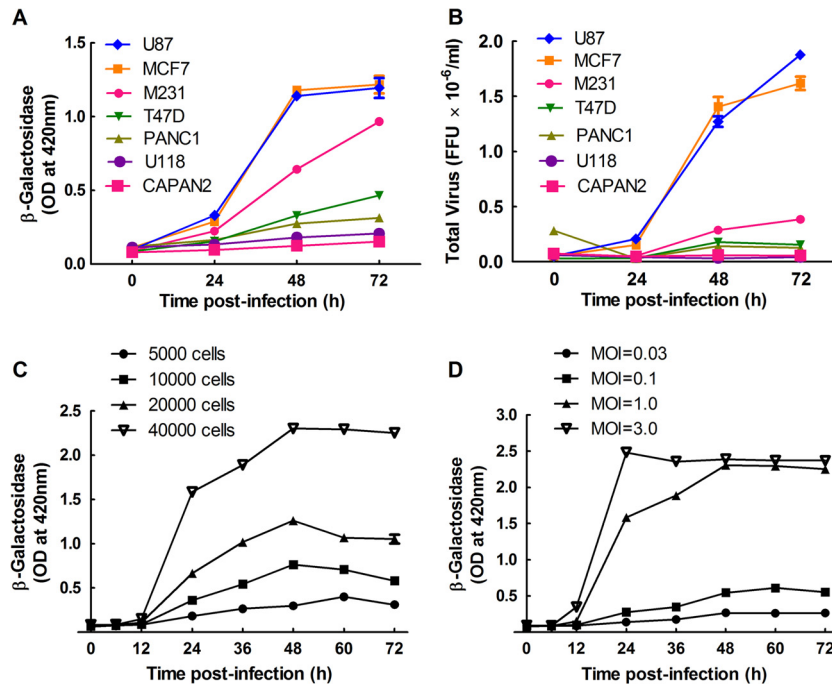 A
U87
MCF7
M231
T47D
PANC1
U118
CAPAN2
β-Galactosidase
(OD at 420nm)
1.5
1.0
0.5
0.0
0 24 48 72
Time post-infection (h)
B
U87
MCF7
M231
T47D
PANC1
U118
CAPAN2
Total Virus (FFU × 10⁻⁶/ml)
2.0
1.5
1.0
0.5
0.0
0 24 48 72
Time post-infection (h)
C
5000 cells
10000 cells
20000 cells
40000 cells
β-Galactosidase
(OD at 420nm)
2.5
2.0
1.5
1.0
0.5
0 12 24 36 48 60 72
Time post-infection (h)
D
MOI=0.03
MOI=0.1
MOI=1.0
MOI=3.0
β-Galactosidase
(OD at 420nm)
3.0
2.5
2.0
1.5
1.0
0.5
0 12 24 36 48 60 72
Time post-infection (h)